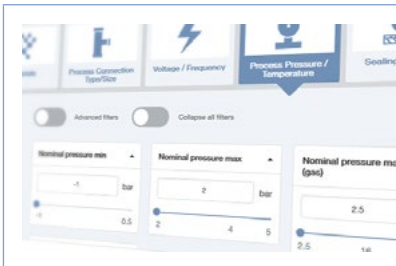 Process Connection
Type/Size
Voltage / Frequency
Process Pressure /
Temperature
Sealing
Advanced filters
Collapse all filters
Nominal pressure min
Nominal pressure max
Nominal pressure ma
(gas)
-1
bar
2
bar
2.5
-1
0.5
2
4
5
2.5
16